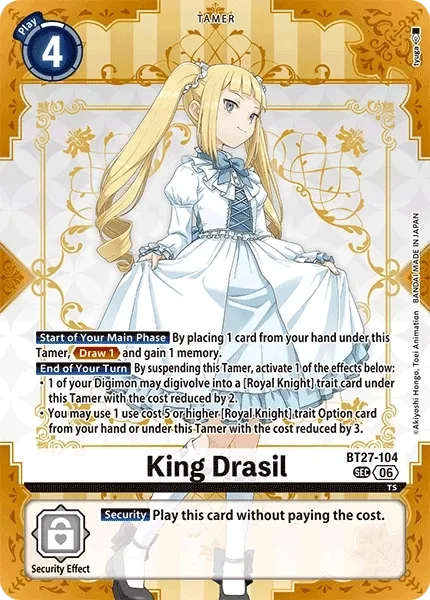 TAMER
Play
4
tyuga
Start of Your Main Phase By placing 1 card from your hand under this
Tamer, Draw 1 and gain 1 memory.
End of Your Turn By suspending this Tamer, activate 1 of the effects below:
• 1 of your Digimon may digivolve into a [Royal Knight] trait card under
this Tamer with the cost reduced by 2.
• You may use 1 use cost 5 or higher [Royal Knight] trait Option card
from your hand or under this Tamer with the cost reduced by 3.
©Akiyoshi Hongo, Toei Animation BANDAI MADE IN JAPAN
King Drasil
BT27-104
SEC 06
TS
Security Play this card without paying the cost.
Security Effect